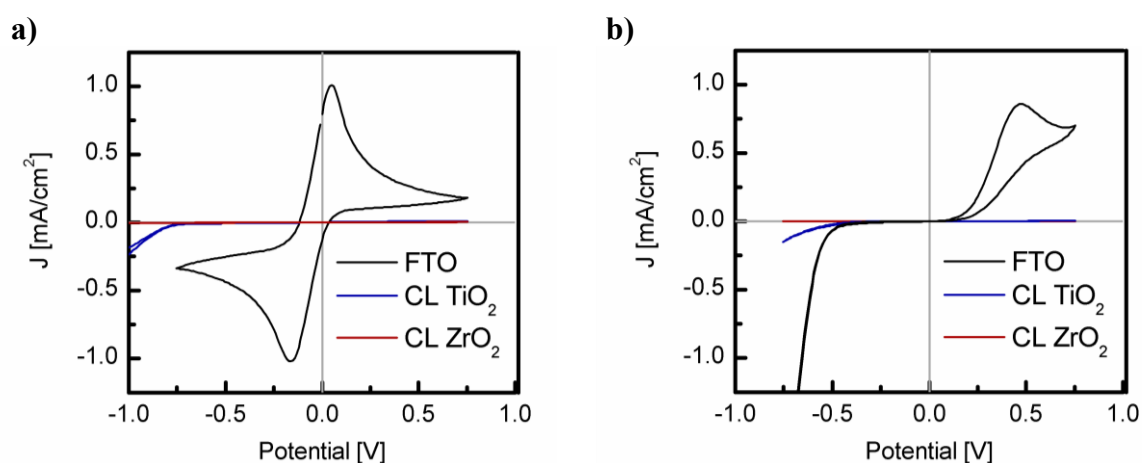 a)
1.0
0.5
0.0
-0.5
-1.0
J [mA/cm²]
FTO
CL TiO₂
CL ZrO₂
-1.0 -0.5 0.0 0.5 1.0
Potential [V]
b)
1.0
0.5
0.0
-0.5
-1.0
J [mA/cm²]
FTO
CL TiO₂
CL ZrO₂
-1.0 -0.5 0.0 0.5 1.0
Potential [V]